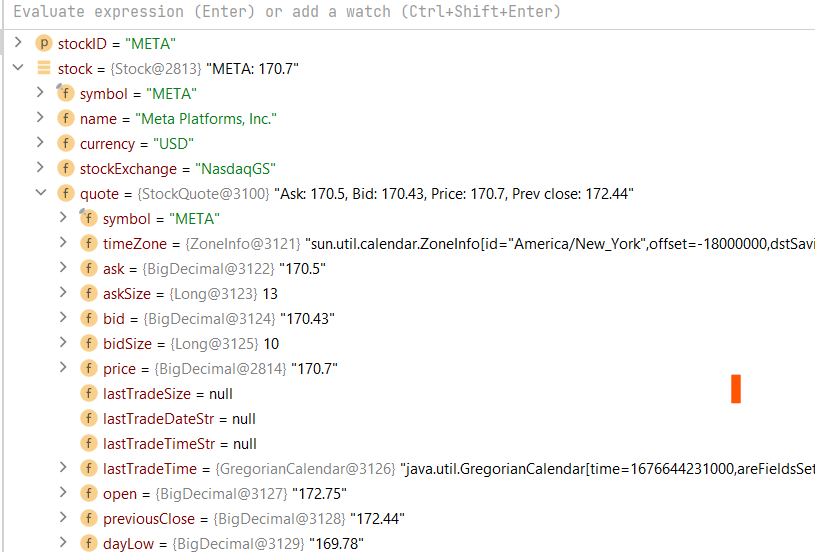 Evaluate expression (Enter) or add a watch (Ctrl+Shift+Enter)
p stockID = "META"
stock = {Stock@2813} "META: 170.7"
f symbol = "META"
f name = "Meta Platforms, Inc."
f currency = "USD"
f stockExchange = "NasdaqGS"
f quote = {StockQuote@3100} "Ask: 170.5, Bid: 170.43, Price: 170.7, Prev close: 172.44"
f symbol = "META"
f timeZone = {ZoneInfo@3121} "sun.util.calendar.ZoneInfo[id="America/New_York",offset=-18000000,dstSavi
f ask = {BigDecimal@3122} "170.5"
f askSize = {Long@3123} 13
f bid = {BigDecimal@3124} "170.43"
f bidSize = {Long@3125} 10
f price = {BigDecimal@2814} "170.7"
f lastTradeSize = null
f lastTradeDateStr = null
f lastTradeTimeStr = null
f lastTradeTime = {GregorianCalendar@3126} "java.util.GregorianCalendar[time=1676644231000,areFieldsSet
f open = {BigDecimal@3127} "172.75"
f previousClose = {BigDecimal@3128} "172.44"
f dayLow = {BigDecimal@3129} "169.78"